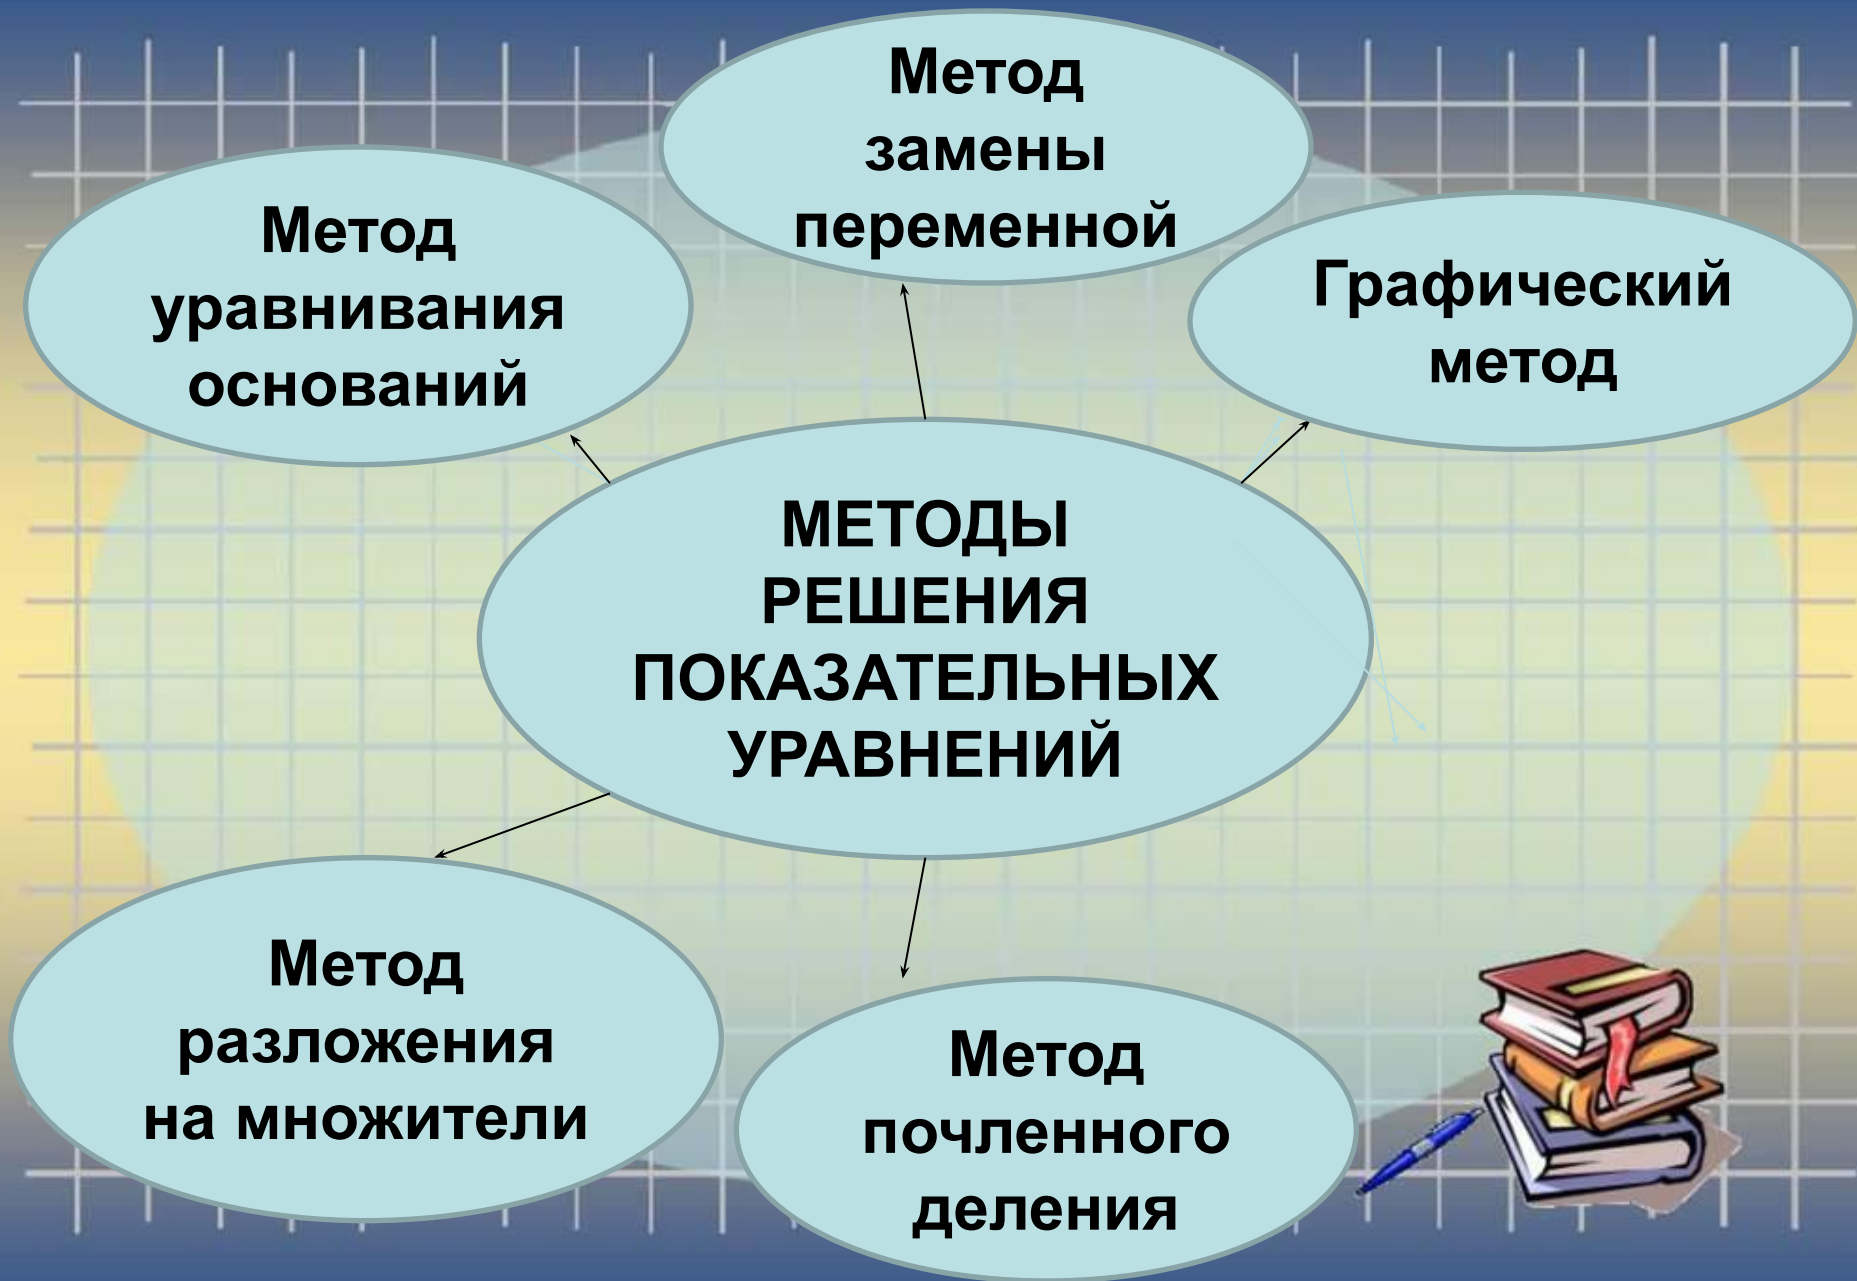 Метод
замены
переменной
Метод
уравнивания
оснований
Графический
метод
МЕТОДЫ
РЕШЕНИЯ
ПОКАЗАТЕЛЬНЫХ
УРАВНЕНИЙ
Метод
разложения
на множители
Метод
почленного
деления